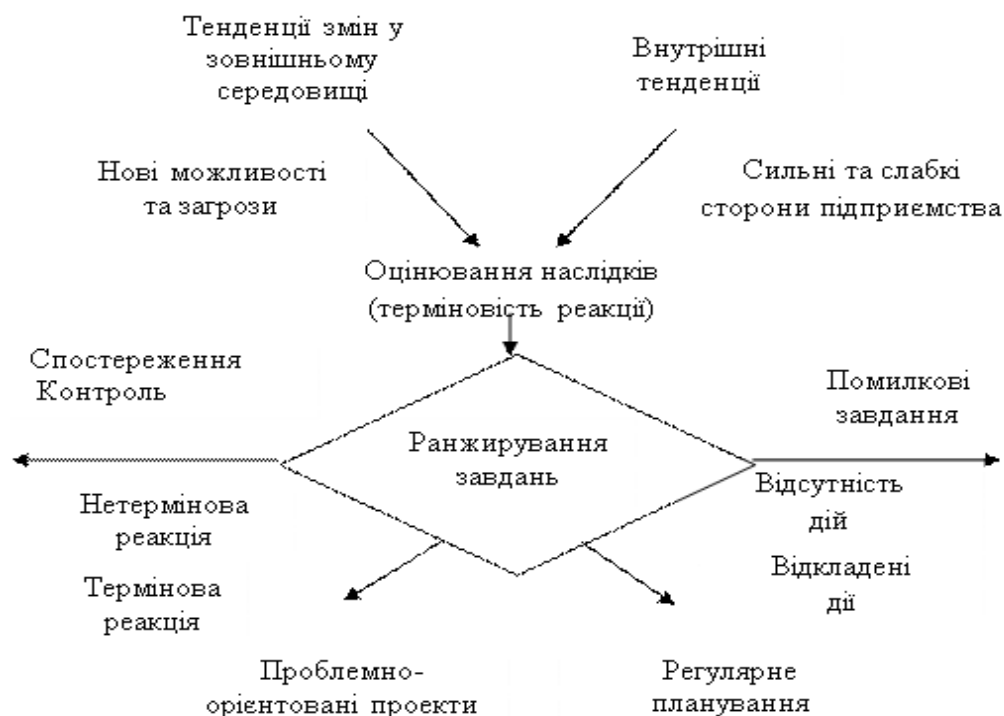 Тенденції змін у
зовнішньому
середовищі
Внутрішні
тенденції
Нові можливості
та загрози
Сильні та слабкі
сторони підприємства
Оцінювання наслідків
(терміновість реакції)
Спостереження
Контроль
Помилкові
завдання
Ранжирування
завдань
Нетермінова
реакція
Відсутність
дій
Термінова
реакція
Відкладені
дії
Проблемно-
орієнтовані проекти
Регулярне
планування